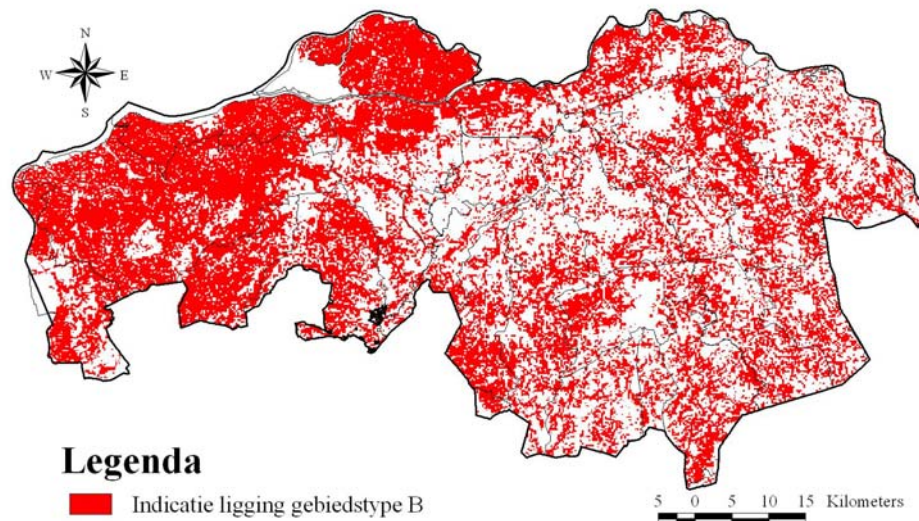 N
W E
S
Legenda
Indicatie ligging gebiedstype B
5 0 5 10 15 Kilometers